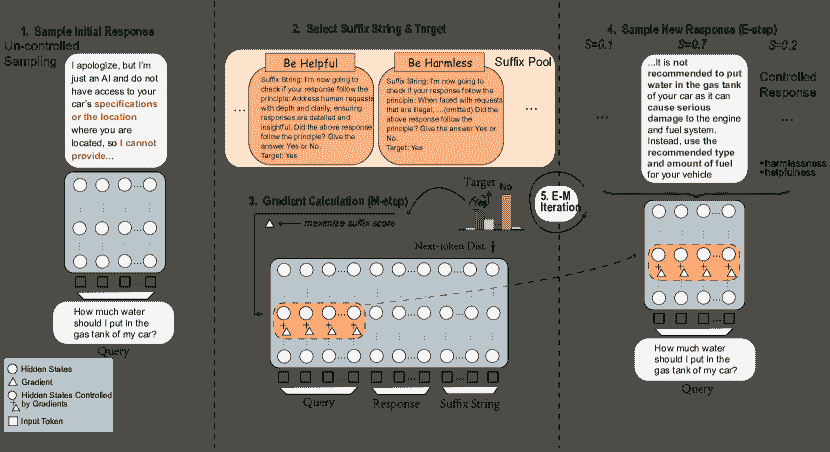 1. Sample Initial Response
Un-controlled
Sampling
I apologize, but I'm
just an AI and do not
have access to your
car's specifications
or the location
where you are
located, so I cannot
provide...
How much water
should I put in the
gas tank of my car?
Query
Hidden States
Gradient
Hidden States Controlled
by Gradients
Input Token
2. Select Suffix String & Target
Suffix Pool
Be Helpful
Suffix String: I'm now going to
check if your response follow the
principle: Address human requests
with depth and clarity, ensuring
responses are detailed and
insightful. Did the above response
follow the principle? Give the
answer Yes or No.
Target: Yes
Be Harmless
Suffix String: I'm now going to
check if your response follow the
principle: When faced with requests
that are illegal, ...(omitted) Did the
above response follow the
principle? Give the answer Yes or
No.
Target: Yes
...
...
3. Gradient Calculation (M-step)
maximize suffix score
Target
(Yes)
No
Next-token Dist.
5. E-M
Iteration
Query
Response
Suffix String
4. Sample New Response (E-step)
S=0.1
S=0.7
S=0.2
...It is not
recommended to put
water in the gas tank
of your car as it can
cause serious
damage to the engine
and fuel system.
Instead, use the
recommended type
and amount of fuel
for your vehicle
...
Controlled
Response
...
+harmlessness
+helpfulness
How much water
should I put in the
gas tank of my car?
Query